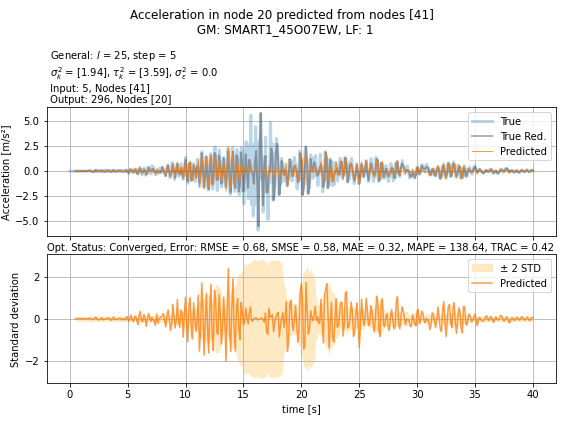 Acceleration in node 20 predicted from nodes [41]
GM: SMART1_45O07EW, LF: 1
General: l = 25, step = 5
σ²ₖ = [1.94], τ²ₖ = [3.59], σ²_ε = 0.0
Input: 5, Nodes [41]
Output: 296, Nodes [20]
Acceleration [m/s²]
5.0
2.5
0.0
−2.5
−5.0
True
True Red.
Predicted
Opt. Status: Converged, Error: RMSE = 0.68, SMSE = 0.58, MAE = 0.32, MAPE = 138.64, TRAC = 0.42
Standard deviation
2
0
−2
± 2 STD
Predicted
0 5 10 15 20 25 30 35 40
time [s]